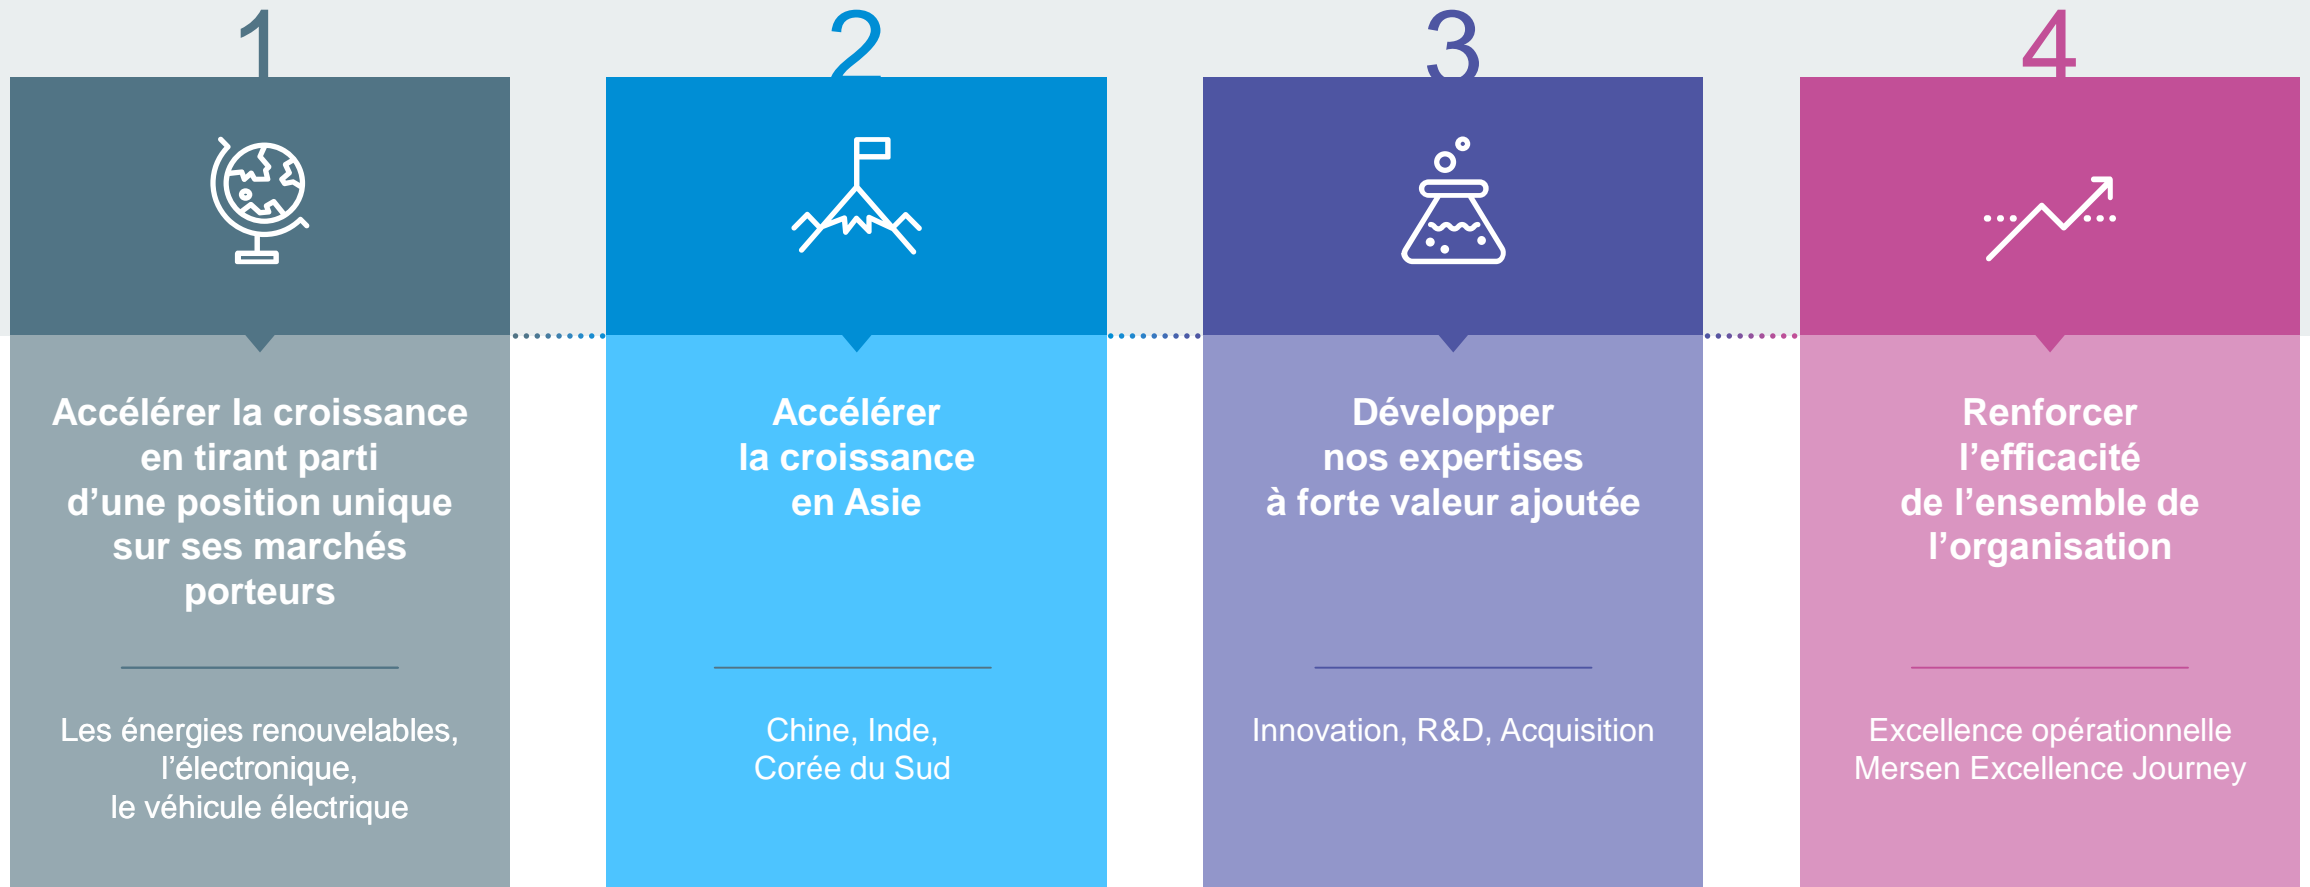 1
Accélérer la croissance
en tirant parti
d’une position unique
sur ses marchés
porteurs
Les énergies renouvelables,
l’électronique,
le véhicule électrique
2
Accélérer
la croissance
en Asie
Chine, Inde,
Corée du Sud
3
Développer
nos expertises
à forte valeur ajoutée
Innovation, R&D, Acquisition
4
Renforcer
l’efficacité
de l’ensemble de
l’organisation
Excellence opérationnelle
Mersen Excellence Journey